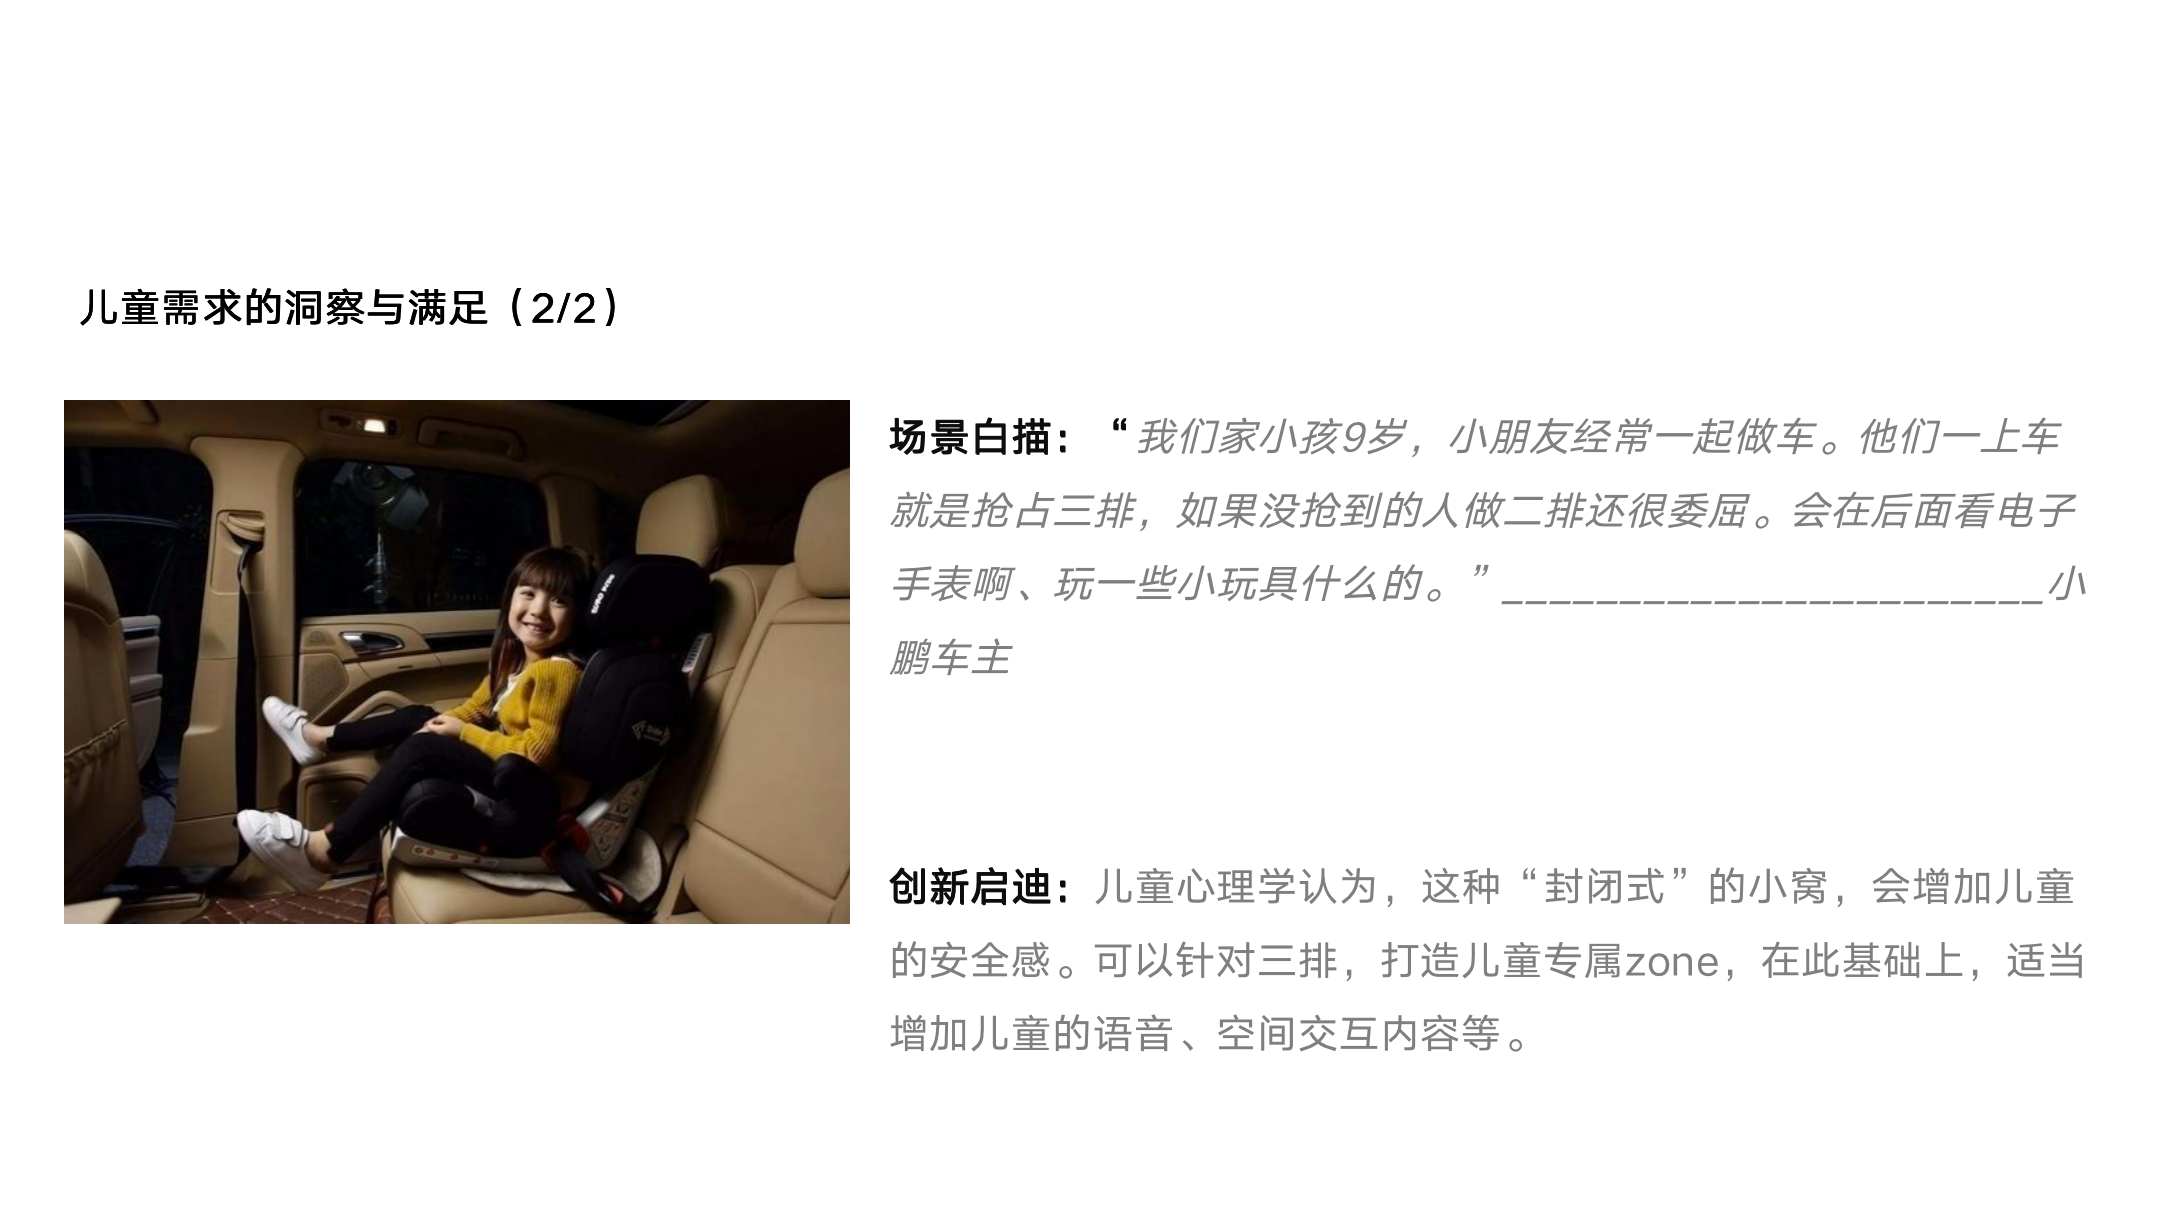 儿童需求的洞察与满足（2/2）
场景白描：“我们家小孩9岁，小朋友经常一起做车。他们一上车
就是抢占三排，如果没抢到的人做二排还很委屈。会在后面看电子
手表啊、玩一些小玩具什么的。”_______________________小
鹏车主
创新启迪：儿童心理学认为，这种“封闭式”的小窝，会增加儿童
的安全感。可以针对三排，打造儿童专属zone，在此基础上，适当
增加儿童的语音、空间交互内容等。